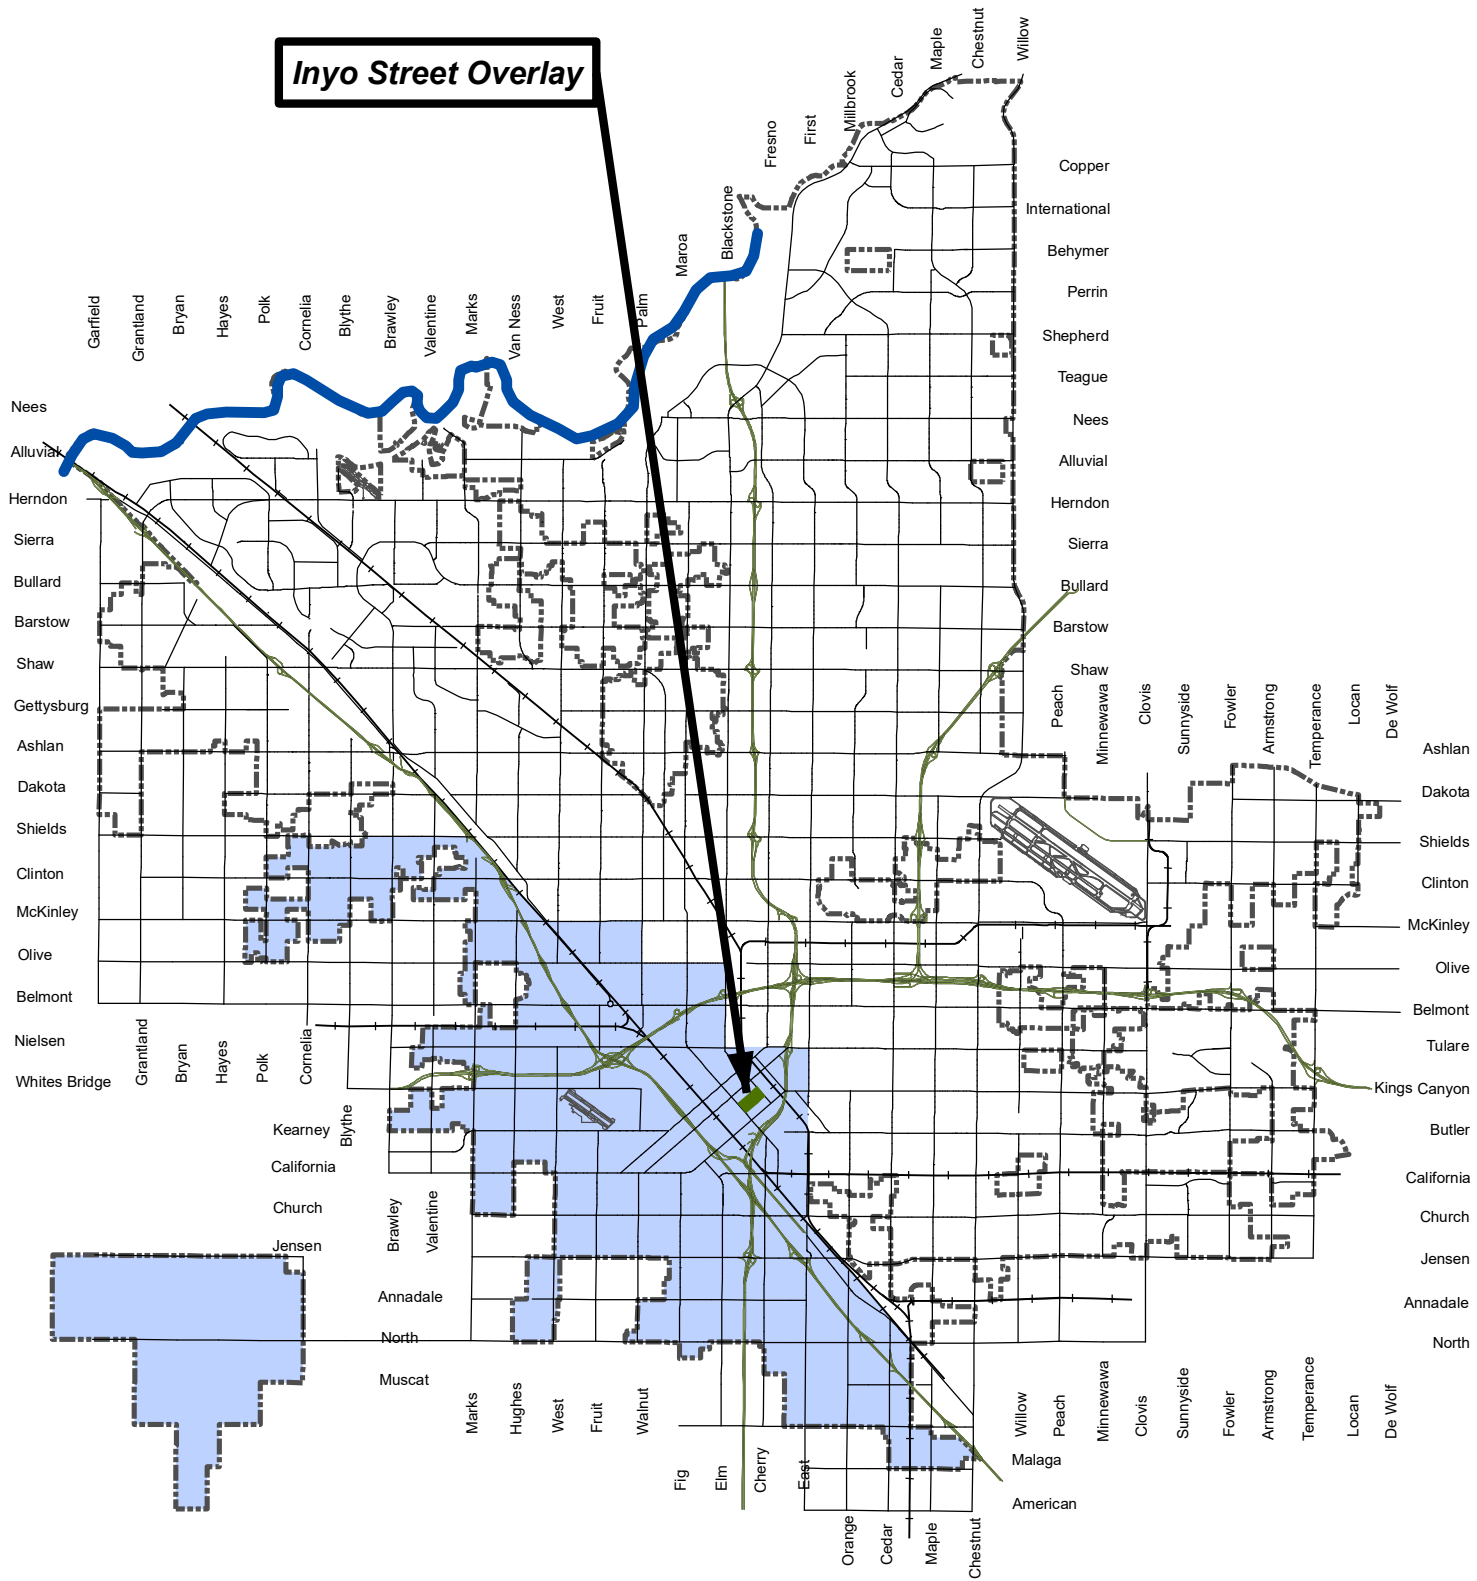 Inyo Street Overlay
Willow
Chestnut
Maple
Cedar
Millbrook
First
Fresno
Blackstone
Maroa
Palm
Fruit
West
Van Ness
Marks
Valentine
Brawley
Blythe
Cornelia
Polk
Hayes
Bryan
Grantland
Garfield
Copper
International
Behymer
Perrin
Shepherd
Teague
Nees
Alluvial
Herndon
Sierra
Bullard
Barstow
Shaw
Nees
Alluvial
Herndon
Sierra
Bullard
Barstow
Shaw
Gettysburg
Ashlan
Dakota
Shields
Clinton
McKinley
Olive
Belmont
Nielsen
Whites Bridge
Peach
Minnewawa
Clovis
Sunnyside
Fowler
Armstrong
Temperance
Locan
De Wolf
Ashlan
Dakota
Shields
Clinton
McKinley
Olive
Belmont
Tulare
Kings Canyon
Butler
California
Church
Jensen
Annadale
North
Grantland
Bryan
Hayes
Polk
Cornelia
Blythe
Kearney
California
Church
Jensen
Brawley
Valentine
Annadale
North
Muscat
Marks
Hughes
West
Fruit
Walnut
Fig
Elm
Cherry
East
Orange
Cedar
Maple
Chestnut
Willow
Peach
Minnewawa
Clovis
Sunnyside
Fowler
Armstrong
Temperance
Locan
De Wolf
Malaga
American